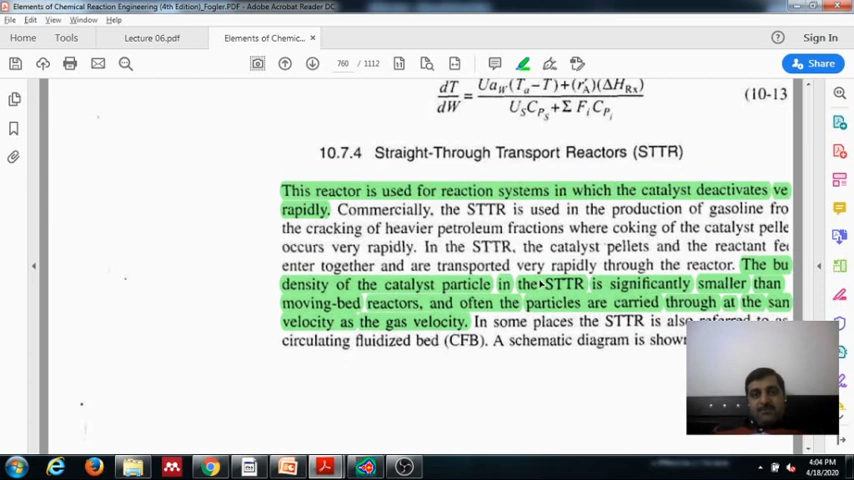 Elements of Chemical Reaction Engineering (4th Edition)_Fogler.PDF - Adobe Acrobat Reader DC
File Edit View Window Help
Home Tools Lecture 06.pdf Elements of Chemic... × Sign In
760 / 1112 Share
dT/dW = (Ua_W(T_a − T) + (r'_A)(ΔH_Rx)) / (U_S C_P_S + Σ F_i C_P_i) (10-13
10.7.4 Straight-Through Transport Reactors (STTR)
This reactor is used for reaction systems in which the catalyst deactivates ve
rapidly. Commercially, the STTR is used in the production of gasoline fro
the cracking of heavier petroleum fractions where coking of the catalyst pelle
occurs very rapidly. In the STTR, the catalyst pellets and the reactant fee
enter together and are transported very rapidly through the reactor. The bu
density of the catalyst particle in the STTR is significantly smaller than
moving-bed reactors, and often the particles are carried through at the san
velocity as the gas velocity. In some places the STTR is also referred to as
circulating fluidized bed (CFB). A schematic diagram is show
4:04 PM
4/18/2020